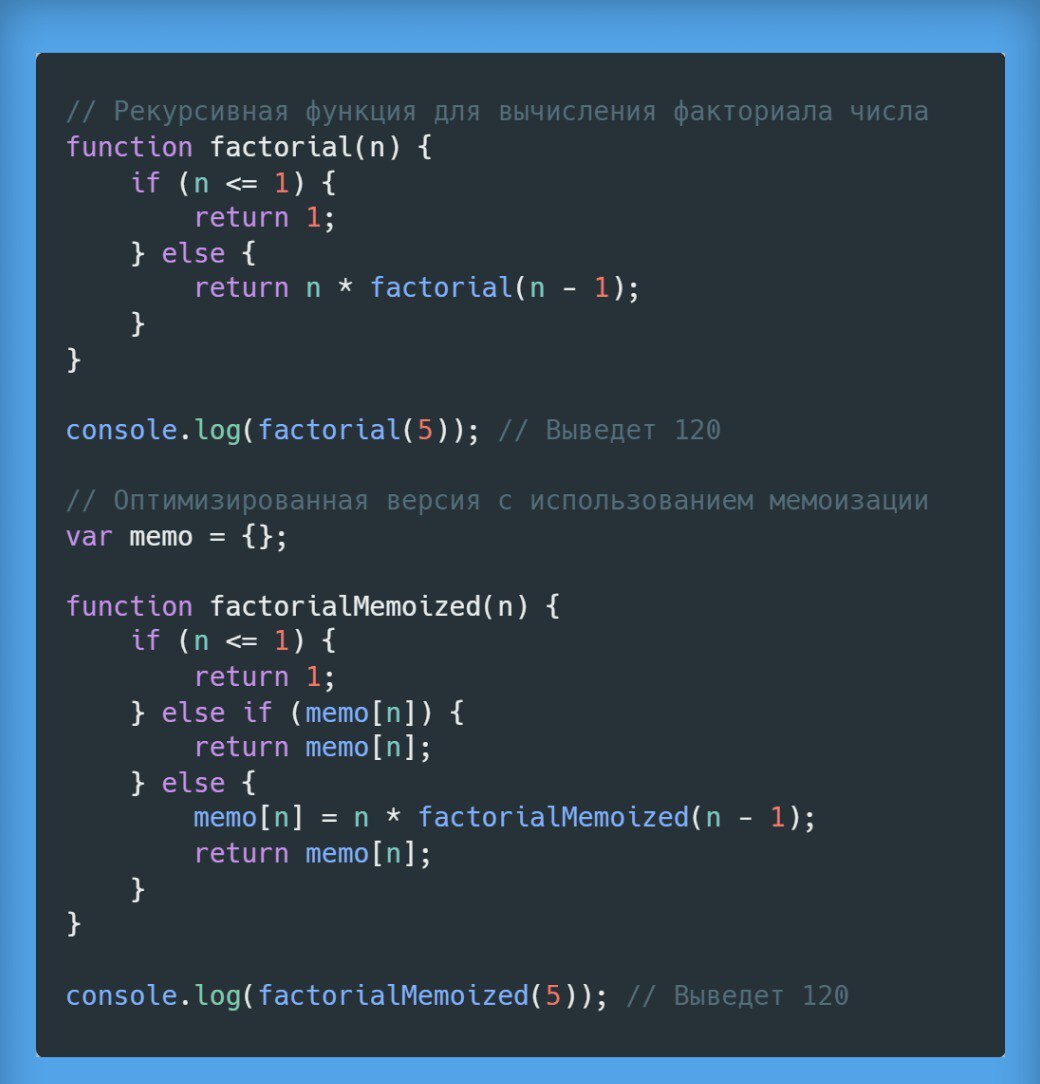 // Рекурсивная функция для вычисления факториала числа
function factorial(n) {
    if (n <= 1) {
        return 1;
    } else {
        return n * factorial(n - 1);
    }
}

console.log(factorial(5)); // Выведет 120

// Оптимизированная версия с использованием мемоизации
var memo = {};

function factorialMemoized(n) {
    if (n <= 1) {
        return 1;
    } else if (memo[n]) {
        return memo[n];
    } else {
        memo[n] = n * factorialMemoized(n - 1);
        return memo[n];
    }
}

console.log(factorialMemoized(5)); // Выведет 120